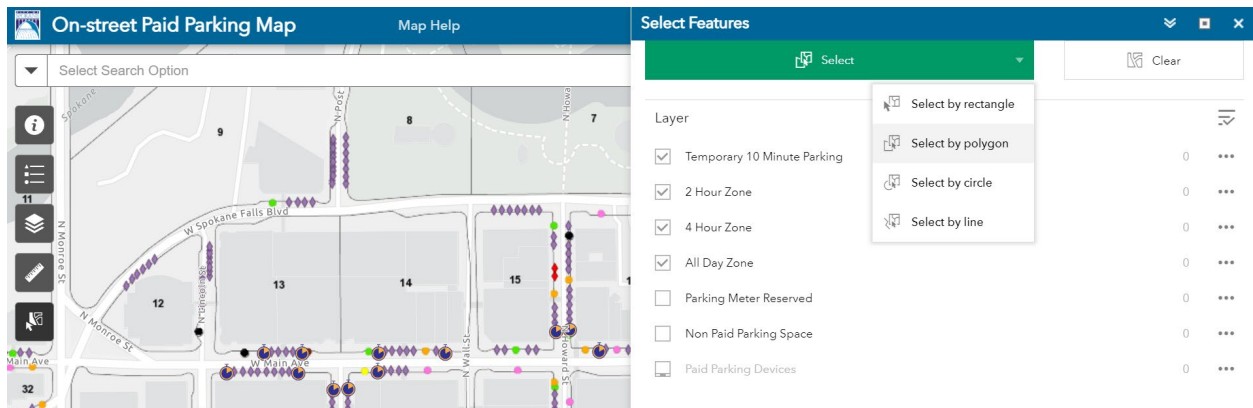 On-street Paid Parking Map
Map Help
Select Features
Select Search Option
Select
Clear
Select by rectangle
Select by polygon
Select by circle
Select by line
Layer
Temporary 10 Minute Parking
0
2 Hour Zone
0
4 Hour Zone
0
All Day Zone
0
Parking Meter Reserved
0
Non Paid Parking Space
0
Paid Parking Devices
0
Spokane
N Post
N Howa
9
8
7
11
W Spokane Falls Blvd
N Monroe St
N Lincoln St
12
13
14
15
1
N Monroe St
Main Ave
W Main Ave
N Wall St
N Howard St
32